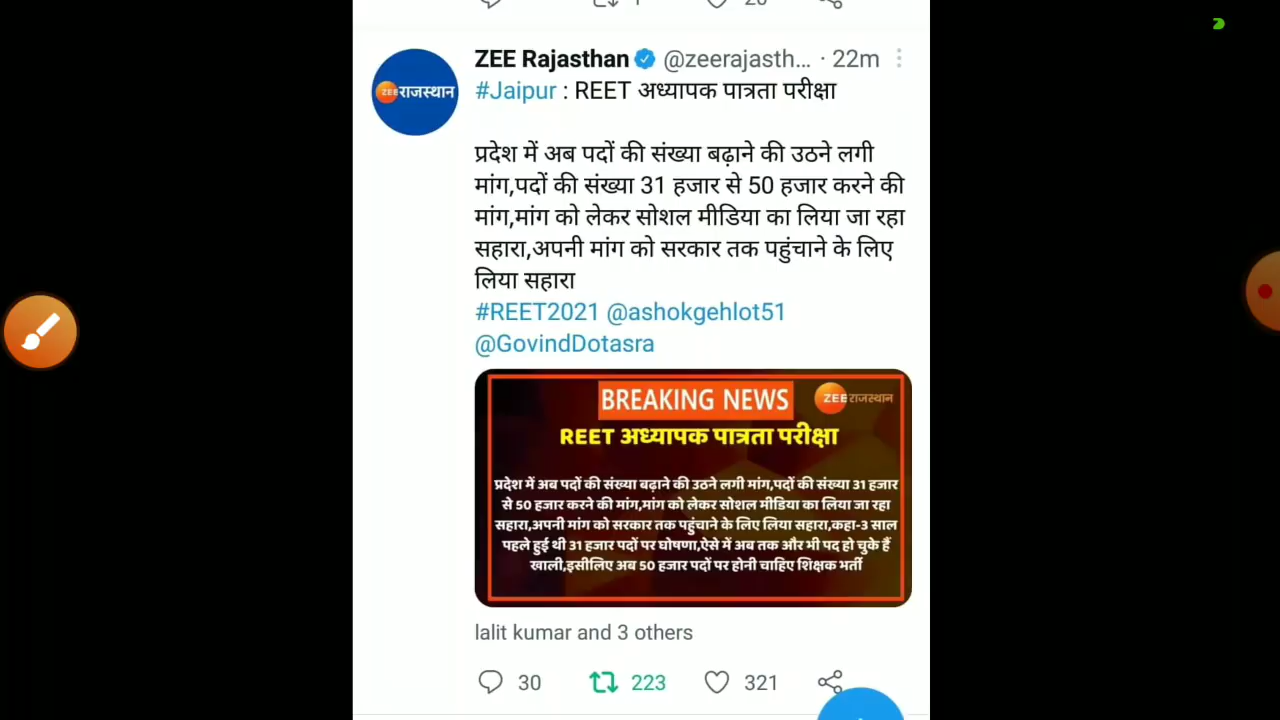 ZEE Rajasthan @zeerajasth... · 22m
ZEE राजस्थान
#Jaipur : REET अध्यापक पात्रता परीक्षा
प्रदेश में अब पदों की संख्या बढ़ाने की उठने लगी
मांग,पदों की संख्या 31 हजार से 50 हजार करने की
मांग,मांग को लेकर सोशल मीडिया का लिया जा रहा
सहारा,अपनी मांग को सरकार तक पहुंचाने के लिए
लिया सहारा
#REET2021 @ashokgehlot51
@GovindDotasra
BREAKING NEWS
ZEE राजस्थान
REET अध्यापक पात्रता परीक्षा
प्रदेश में अब पदों की संख्या बढ़ाने की उठने लगी मांग,पदों की संख्या 31 हजार
से 50 हजार करने की मांग,मांग को लेकर सोशल मीडिया का लिया जा रहा
सहारा,अपनी मांग को सरकार तक पहुंचाने के लिए लिया सहारा,कहा-3 साल
पहले हुई थी 31 हजार पदों पर घोषणा,ऐसे में अब तक और भी पद हो चुके हैं
खाली,इसीलिए अब 50 हजार पदों पर होनी चाहिए शिक्षक भर्ती
lalit kumar and 3 others
30 223 321